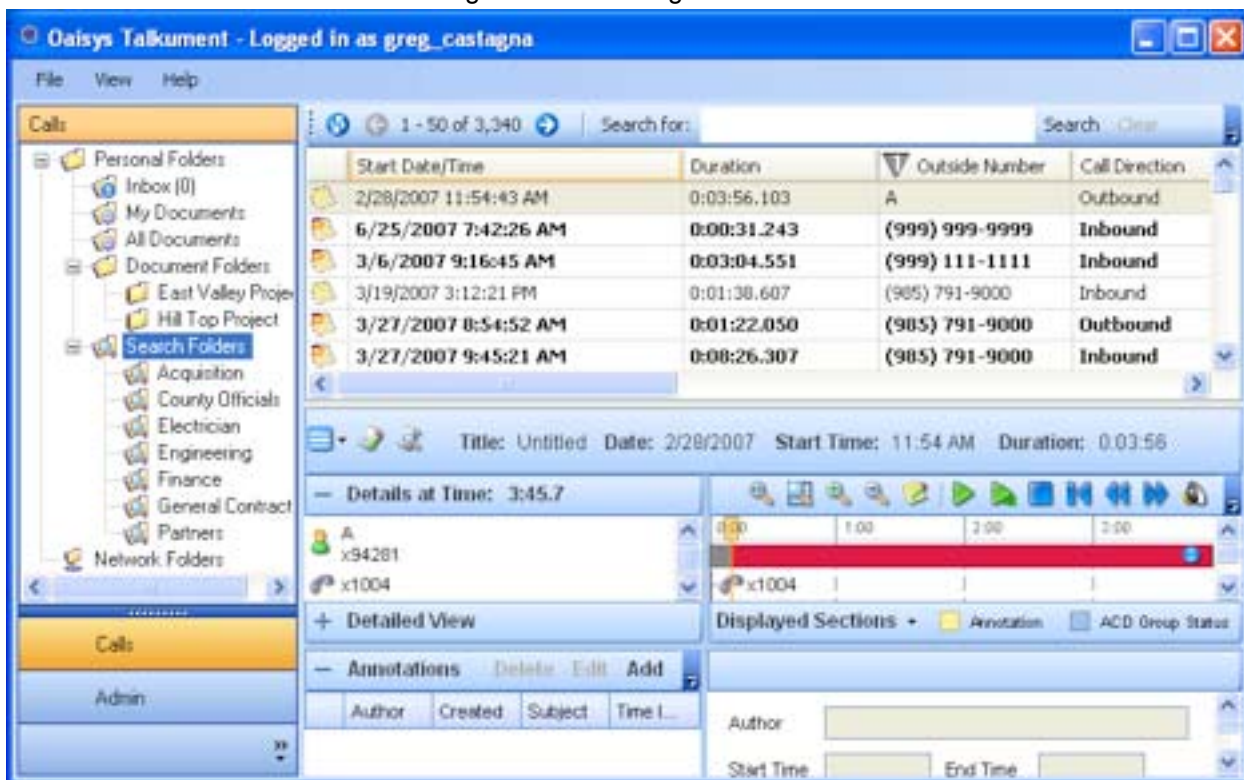 Oaisys Talkument - Logged in as greg_castagna
File View Help
Calls
Personal Folders
Inbox (0)
My Documents
All Documents
Document Folders
East Valley Projec
Hill Top Project
Search Folders
Acquisition
County Officials
Electrician
Engineering
Finance
General Contract
Partners
Network Folders
Calls
Admin
1 - 50 of 3,340 Search for: Search Clear
Start Date/Time Duration Outside Number Call Direction
2/28/2007 11:54:43 AM 0:03:56.103 A Outbound
6/25/2007 7:42:26 AM 0:00:31.243 (999) 999-9999 Inbound
3/6/2007 9:16:45 AM 0:03:04.551 (999) 111-1111 Inbound
3/19/2007 3:12:21 PM 0:01:38.607 (985) 791-9000 Inbound
3/27/2007 8:54:52 AM 0:01:22.050 (985) 791-9000 Outbound
3/27/2007 9:45:21 AM 0:08:26.307 (985) 791-9000 Inbound
Title: Untitled Date: 2/28/2007 Start Time: 11:54 AM Duration: 0:03:56
Details at Time: 3:45.7
A
x94281
x1004
Detailed View
0:00 1:00 2:00 3:00
x1004
Displayed Sections Annotation ACD Group Status
Annotations Delete Edit Add
Author Created Subject Time I...
Author
Start Time End Time